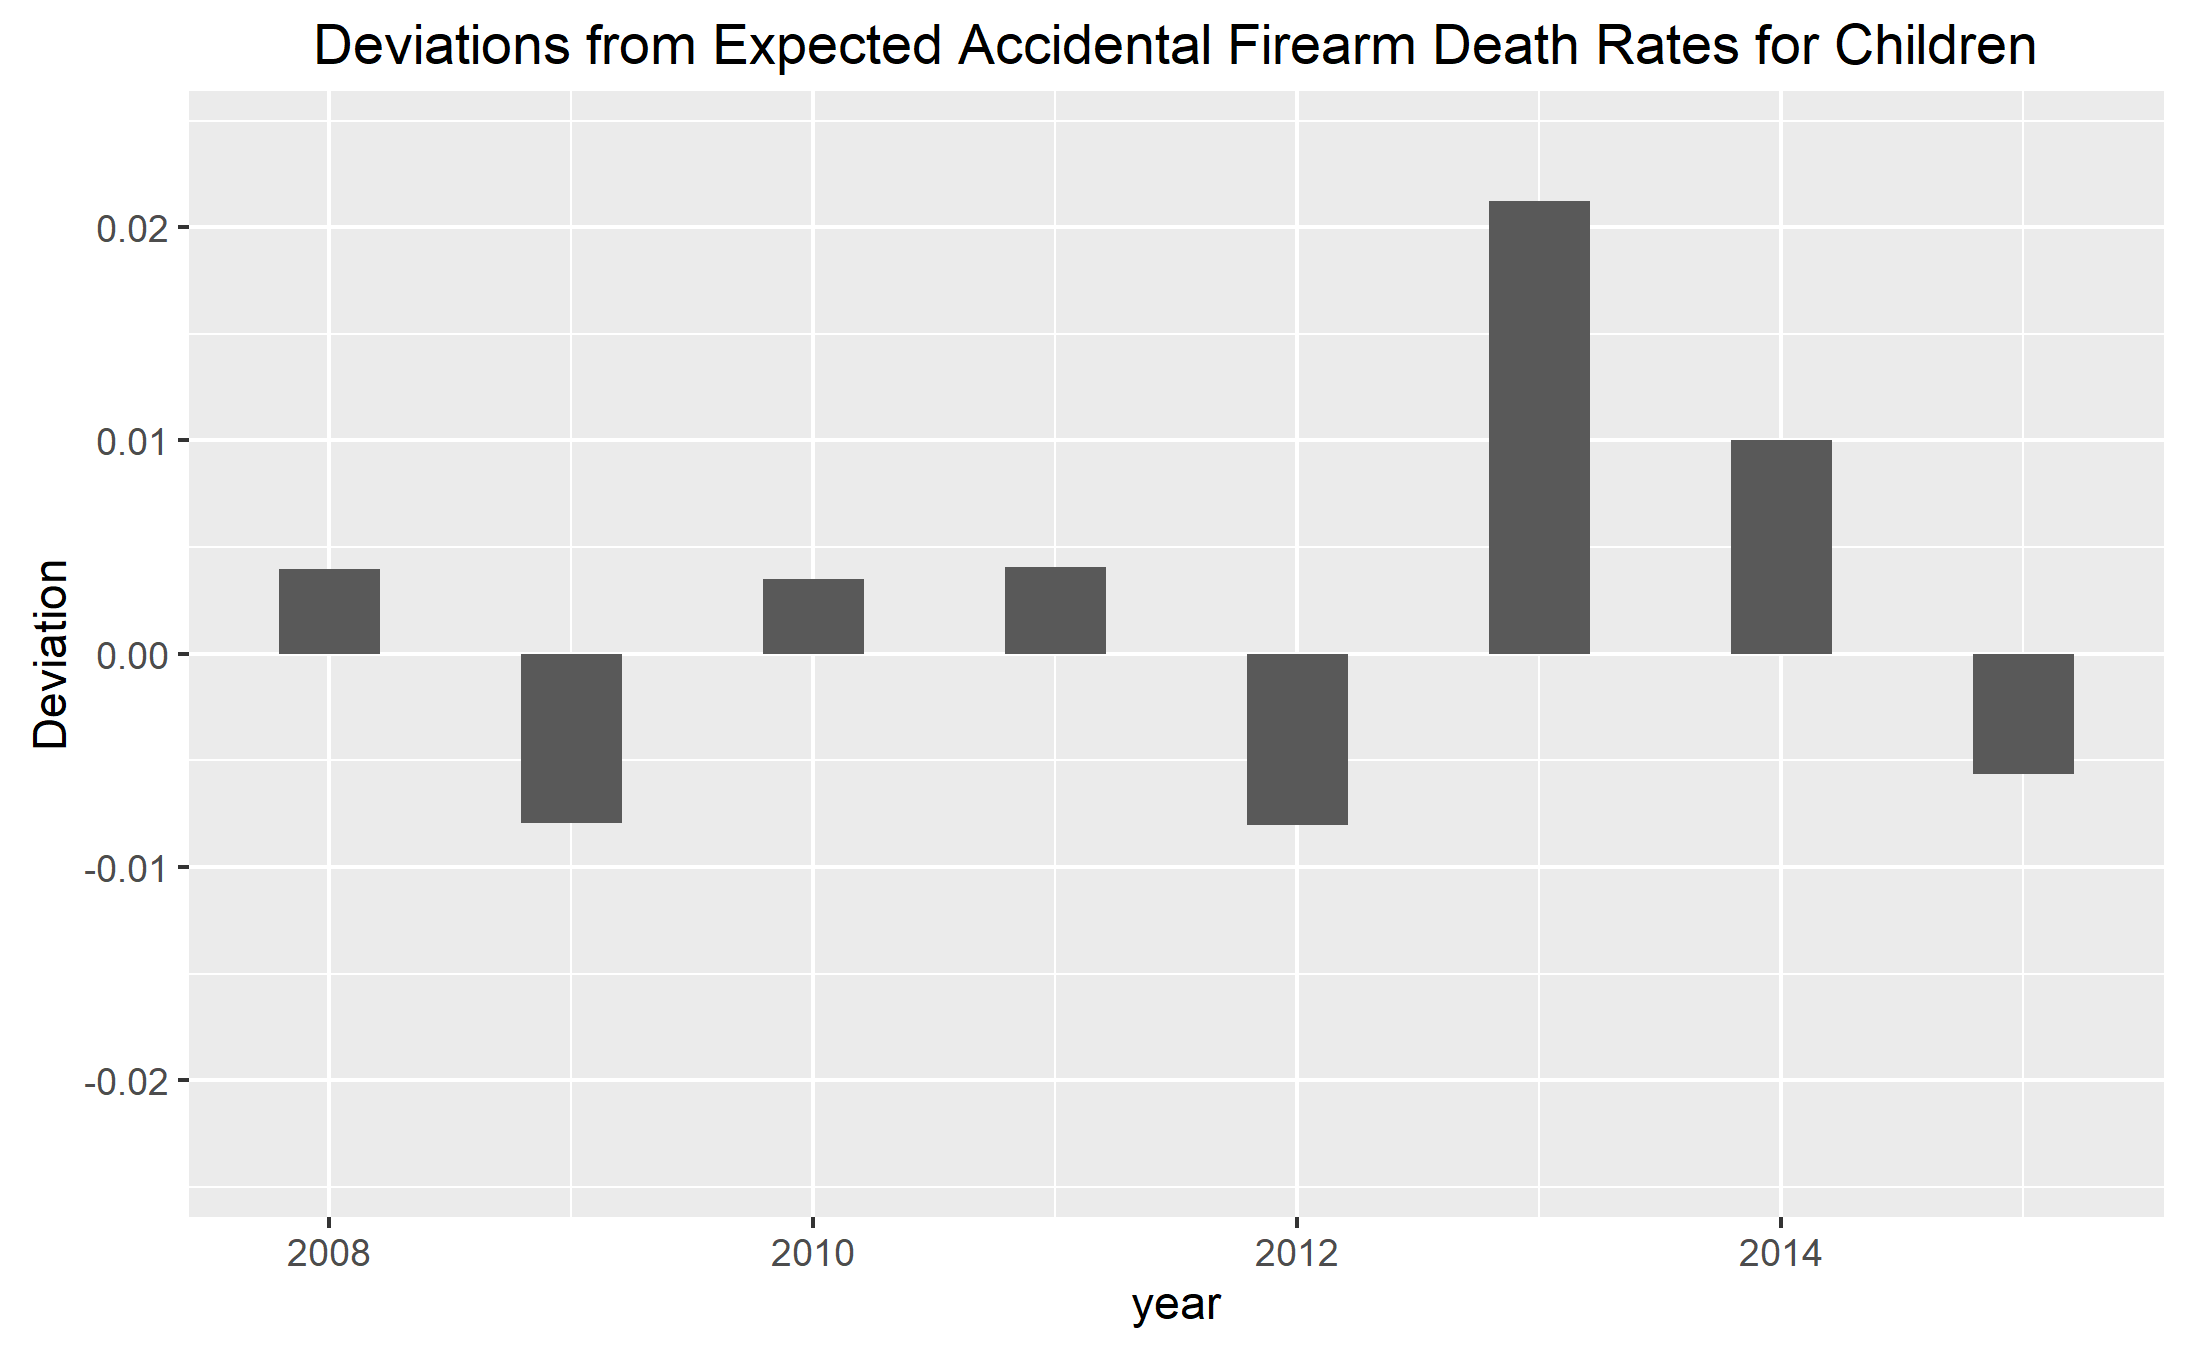 Deviations from Expected Accidental Firearm Death Rates for Children
0.02
0.01
0.00
-0.01
-0.02
Deviation
2008 2010 2012 2014
year